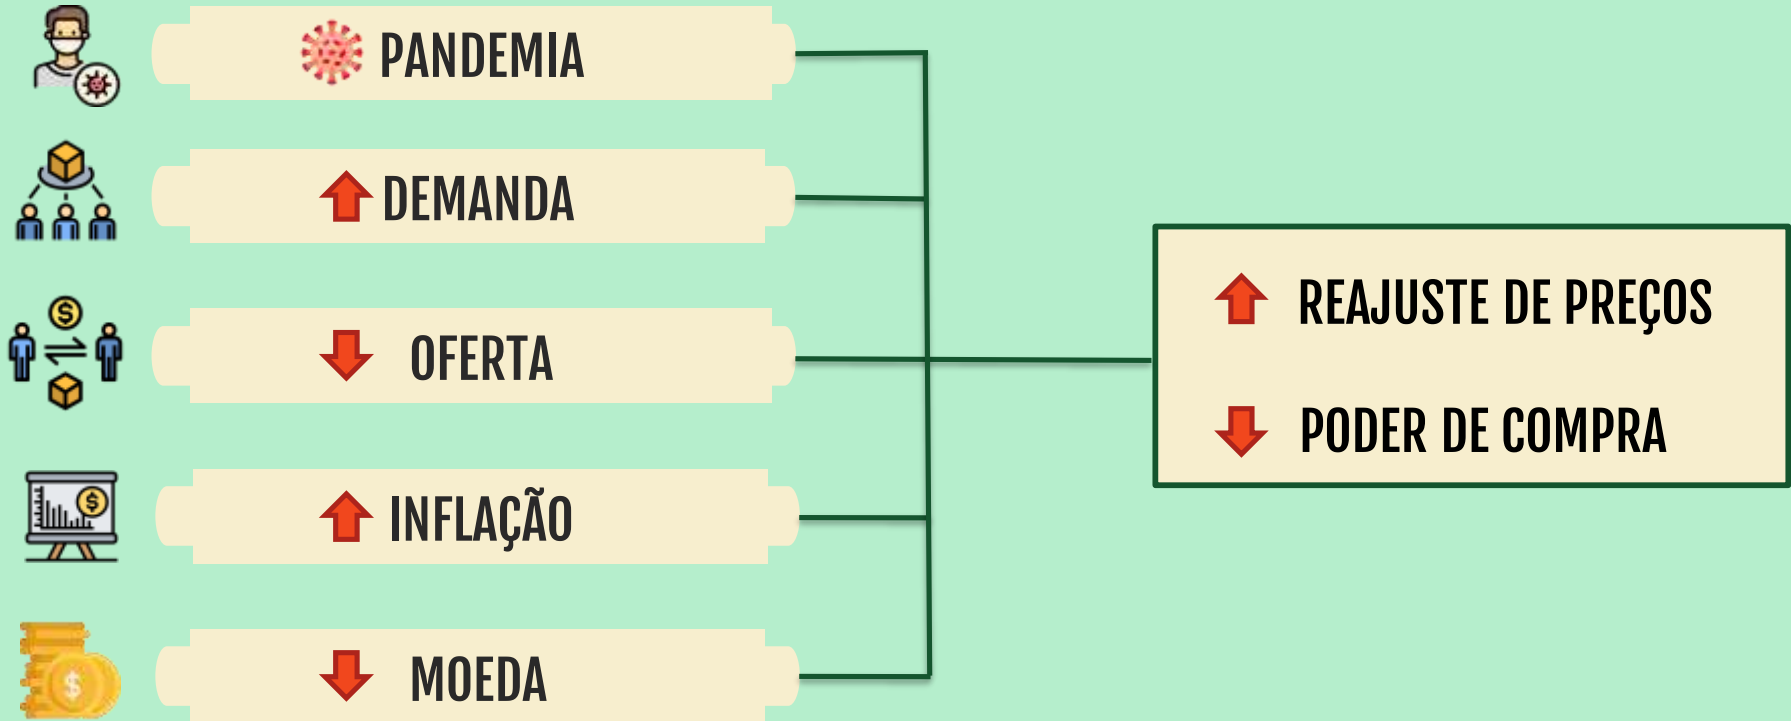 PANDEMIA
DEMANDA
OFERTA
INFLAÇÃO
MOEDA
REAJUSTE DE PREÇOS
PODER DE COMPRA